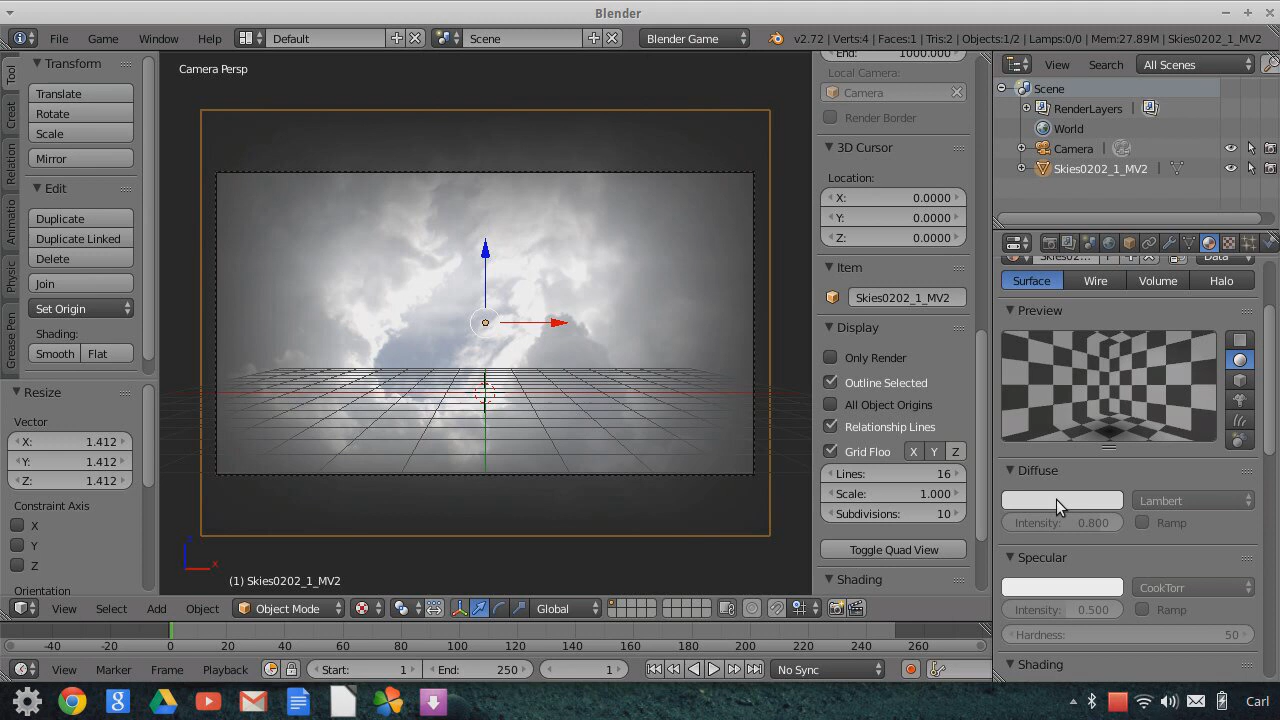 Blender
File Game Window Help Default Scene Blender Game v2.72 | Verts:4 | Faces:1 | Tris:2 | Objects:1/2 | Lamps:0/0 | Mem:27.89M | Skies0202_1_MV2
Tool
Creat
Relation
Animatio
Physic
Grease Pen
Transform
Translate
Rotate
Scale
Mirror
Edit
Duplicate
Duplicate Linked
Delete
Join
Set Origin
Shading:
Smooth Flat
Resize
Vector
X: 1.412
Y: 1.412
Z: 1.412
Constraint Axis
X
Y
Z
Orientation
Camera Persp
z
x
(1) Skies0202_1_MV2
End: 1000.000
Local Camera:
Camera
Render Border
3D Cursor
Location:
X: 0.0000
Y: 0.0000
Z: 0.0000
Item
Skies0202_1_MV2
Display
Only Render
Outline Selected
All Object Origins
Relationship Lines
Grid Floo X Y Z
Lines: 16
Scale: 1.000
Subdivisions: 10
Toggle Quad View
Shading
View Search All Scenes
Scene
RenderLayers
World
Camera
Skies0202_1_MV2
Skies02... Data
Surface Wire Volume Halo
Preview
Diffuse
Lambert
Intensity: 0.800 Ramp
Specular
CookTorr
Intensity: 0.500 Ramp
Hardness: 50
Shading
View Select Add Object Object Mode Global
-40 -20 0 20 40 60 80 100 120 140 160 180 200 220 240 260
View Marker Frame Playback Start: 1 End: 250 1 No Sync
Carl